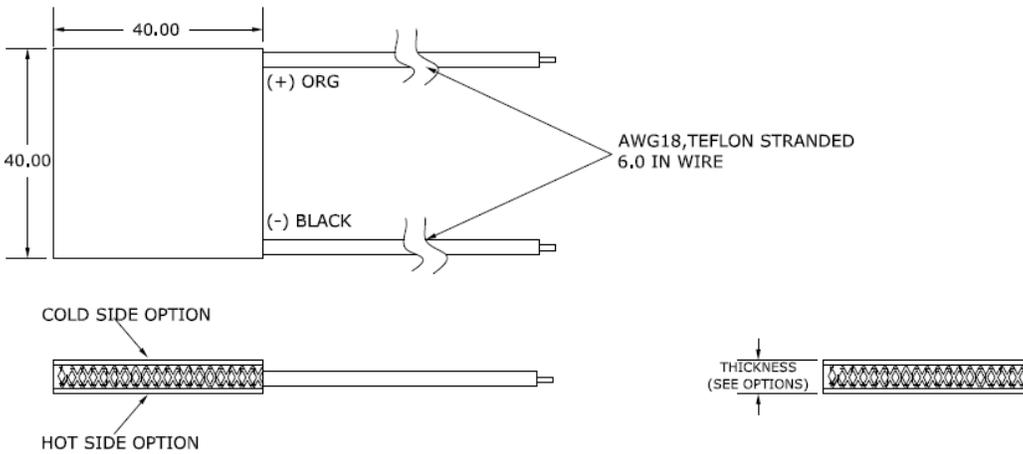 40.00
(+) ORG
40.00
AWG18,TEFLON STRANDED
6.0 IN WIRE
(-) BLACK
COLD SIDE OPTION
THICKNESS
(SEE OPTIONS)
HOT SIDE OPTION